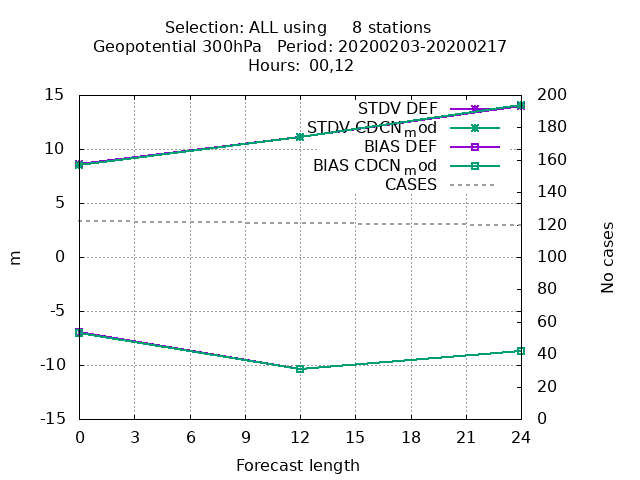 Selection: ALL using     8 stations
Geopotential 300hPa   Period: 20200203-20200217
Hours:  00,12
15 200
STDV DEF
STDV CDCN_mod 180
10 BIAS DEF
BIAS CDCN_mod 160
CASES
140
5
120
0 100
m No cases
80
-5
60
-10 40
20
-15 0
0 3 6 9 12 15 18 21 24
Forecast length